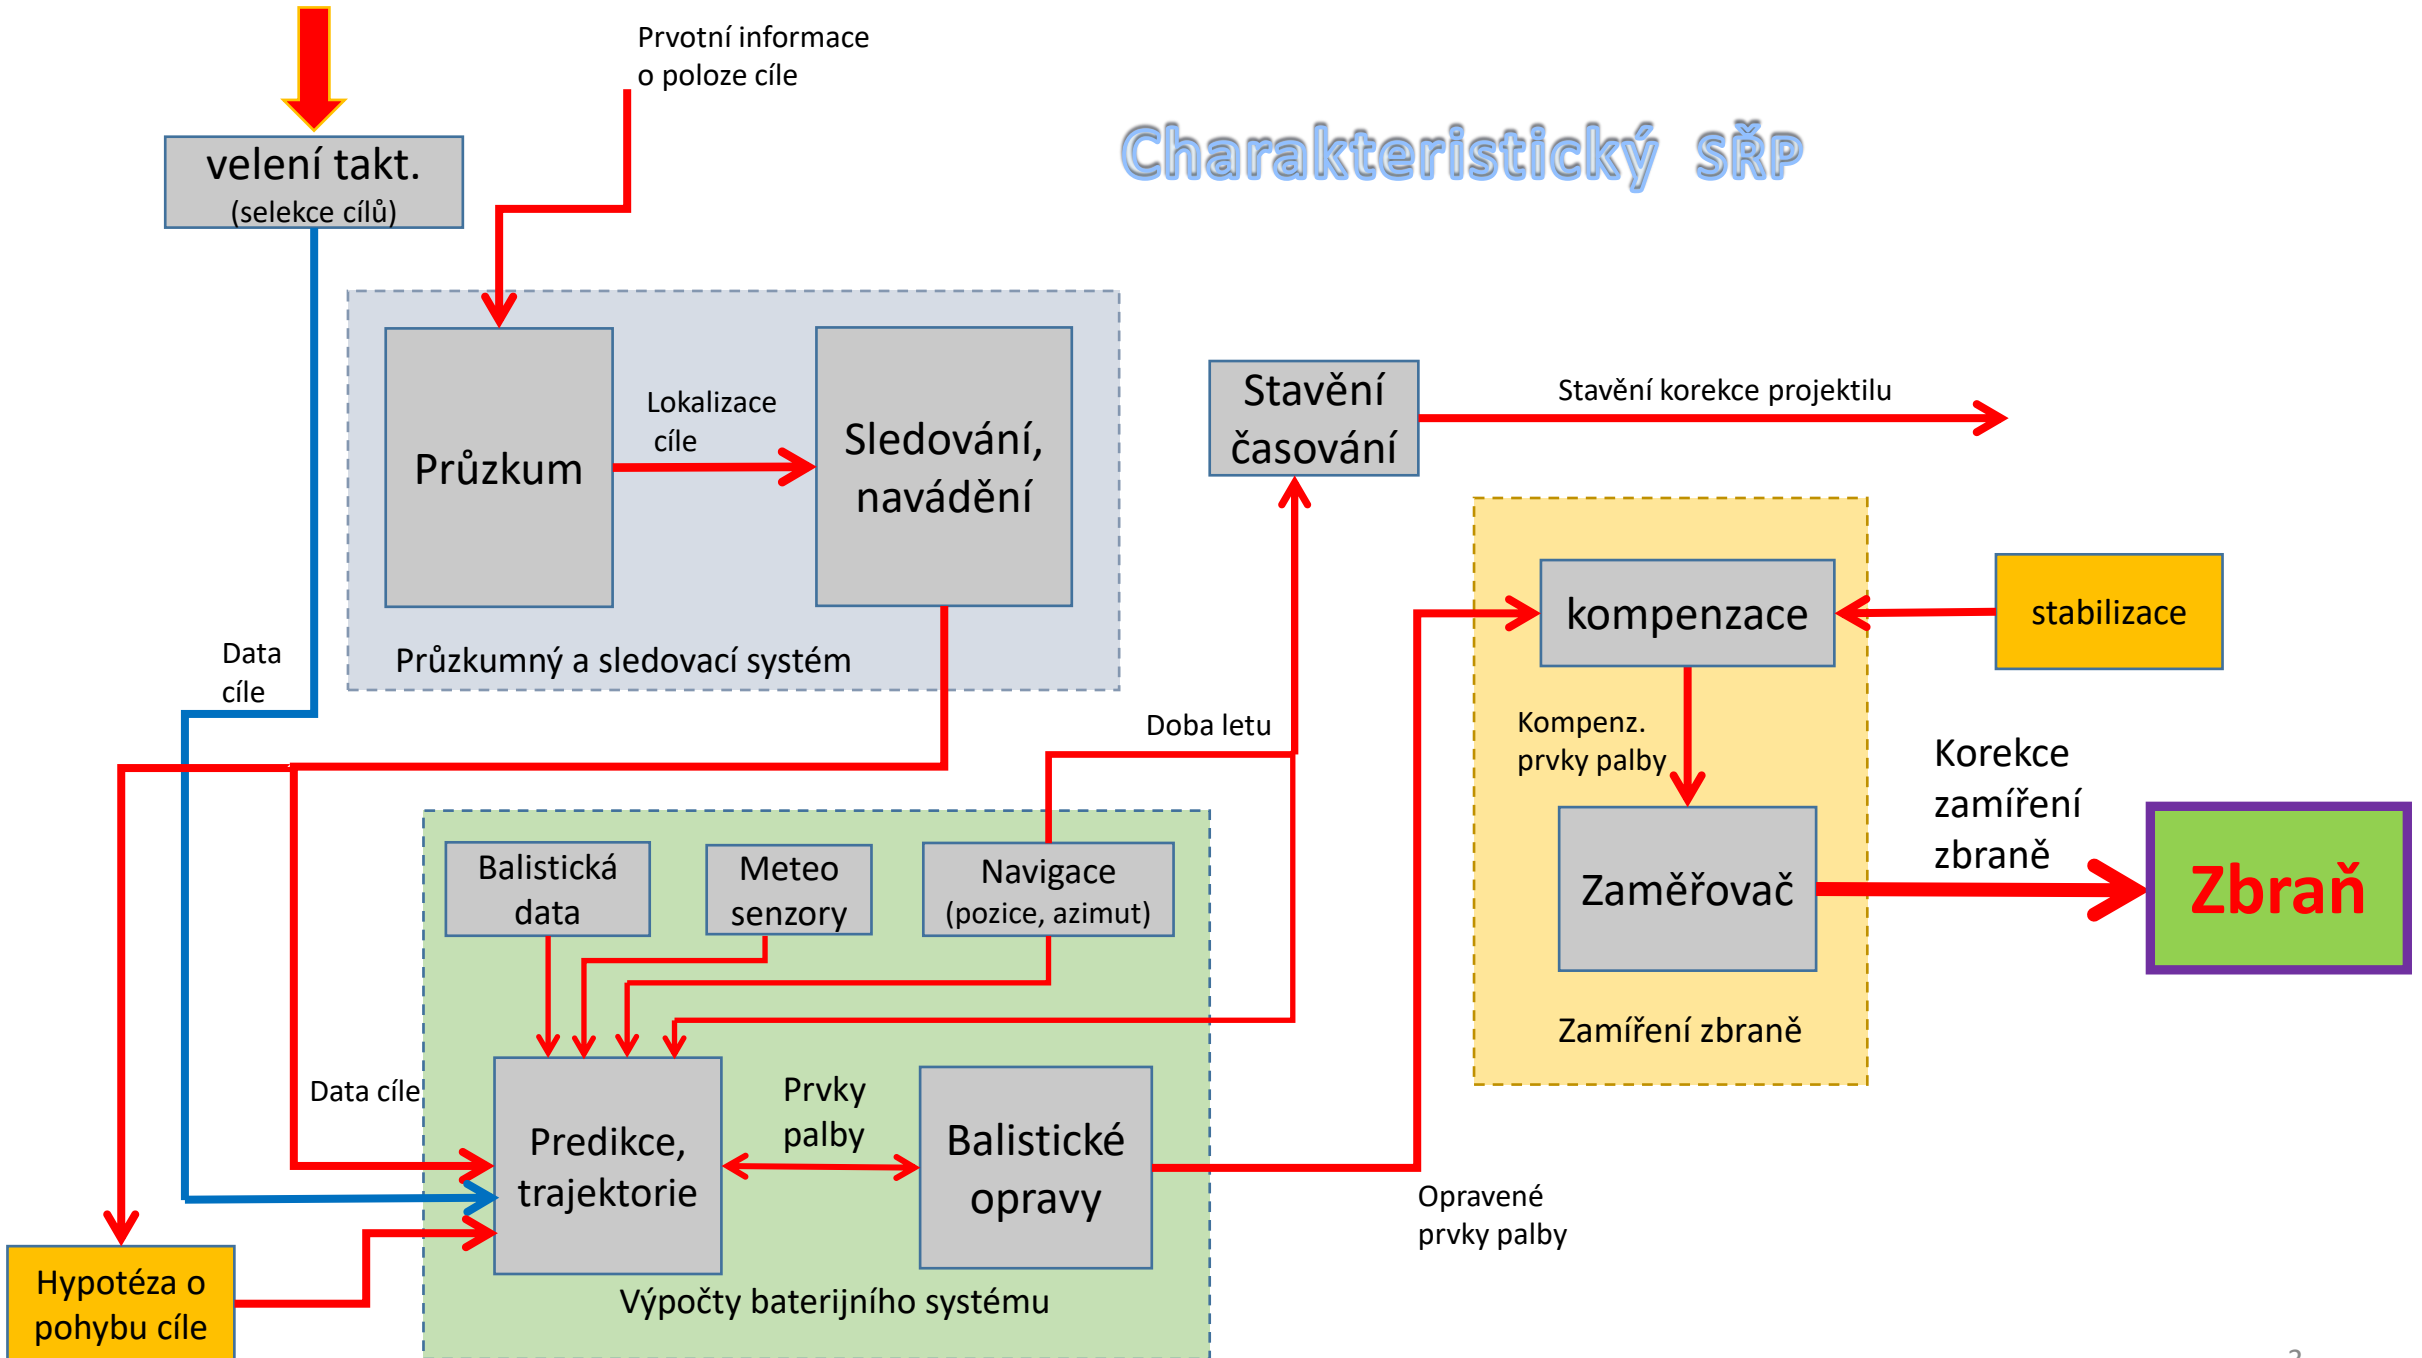 Prvotní informace
o poloze cíle
Charakteristický SŘP
velení takt.
(selekce cílů)
Průzkum
Lokalizace
cíle
Sledování,
navádění
Průzkumný a sledovací systém
Stavění
časování
Stavění korekce projektilu
kompenzace
stabilizace
Data
cíle
Doba letu
Kompenz.
prvky palby
Korekce
zamíření
zbraně
Zaměřovač
Zbraň
Zamíření zbraně
Balistická
data
Meteo
senzory
Navigace
(pozice, azimut)
Data cíle
Predikce,
trajektorie
Prvky
palby
Balistické
opravy
Opravené
prvky palby
Hypotéza o
pohybu cíle
Výpočty baterijního systému